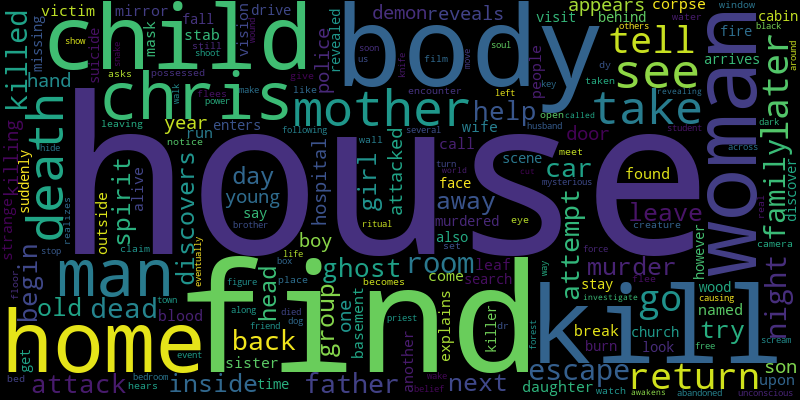 victim
child
body
appears
corpse
mirror
fall
drive
demon
reveals
visit
behind
window
cabin
water
black
missing
show
suicide
mask
stab
still
shoot
vision
wound
revealed
police
soon
us
soul
film
key
others
fire
tell
killed
hand
asks
possessed
snake
chris
flees
power
walk
make
like
move
knife
encounter
move
people
dy
taken
see
arrives
around
woman
family
later
death
year
leaving
notice
run
enters
mother
following
several
help
left
open
called
take
revealing
student
dark
discover
killing
strange
hide
suddenly
house
wife
door
husband
meet
across
real
camera
outside
spirit
alive
discovers
day
young
say
brother
hospital
girl
wall
attacked
call
turn
world
away
scene
face
cut
car
mysterious
found
leave
realizes
stop
claim
eventually
boy
ritual
murdered
eye
also
set
creature
attempt
force
however
night
begin
man
find
head
life
box
ghost
room
leaf
come
search
murder
go
wood
causing
floor
old
dead
town
blood
figure
place
group
one
basement
becomes
explains
killer
way
stay
flee
named
try
home
event
along
died
friend
dog
back
priest
another
dr
forest
kill
break
investigate
church
burn
look
free
scream
get
bed
attack
bedroom
hears
inside
sister
time
father
belief
wake
next
escape
daughter
watch
awakens
return
abandoned
son
upon
unconscious